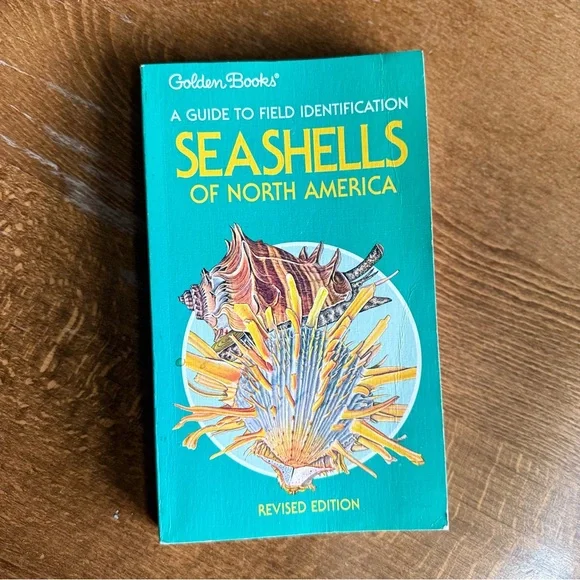 Golden Books®
A GUIDE TO FIELD IDENTIFICATION
SEASHELLS
OF NORTH AMERICA
REVISED EDITION